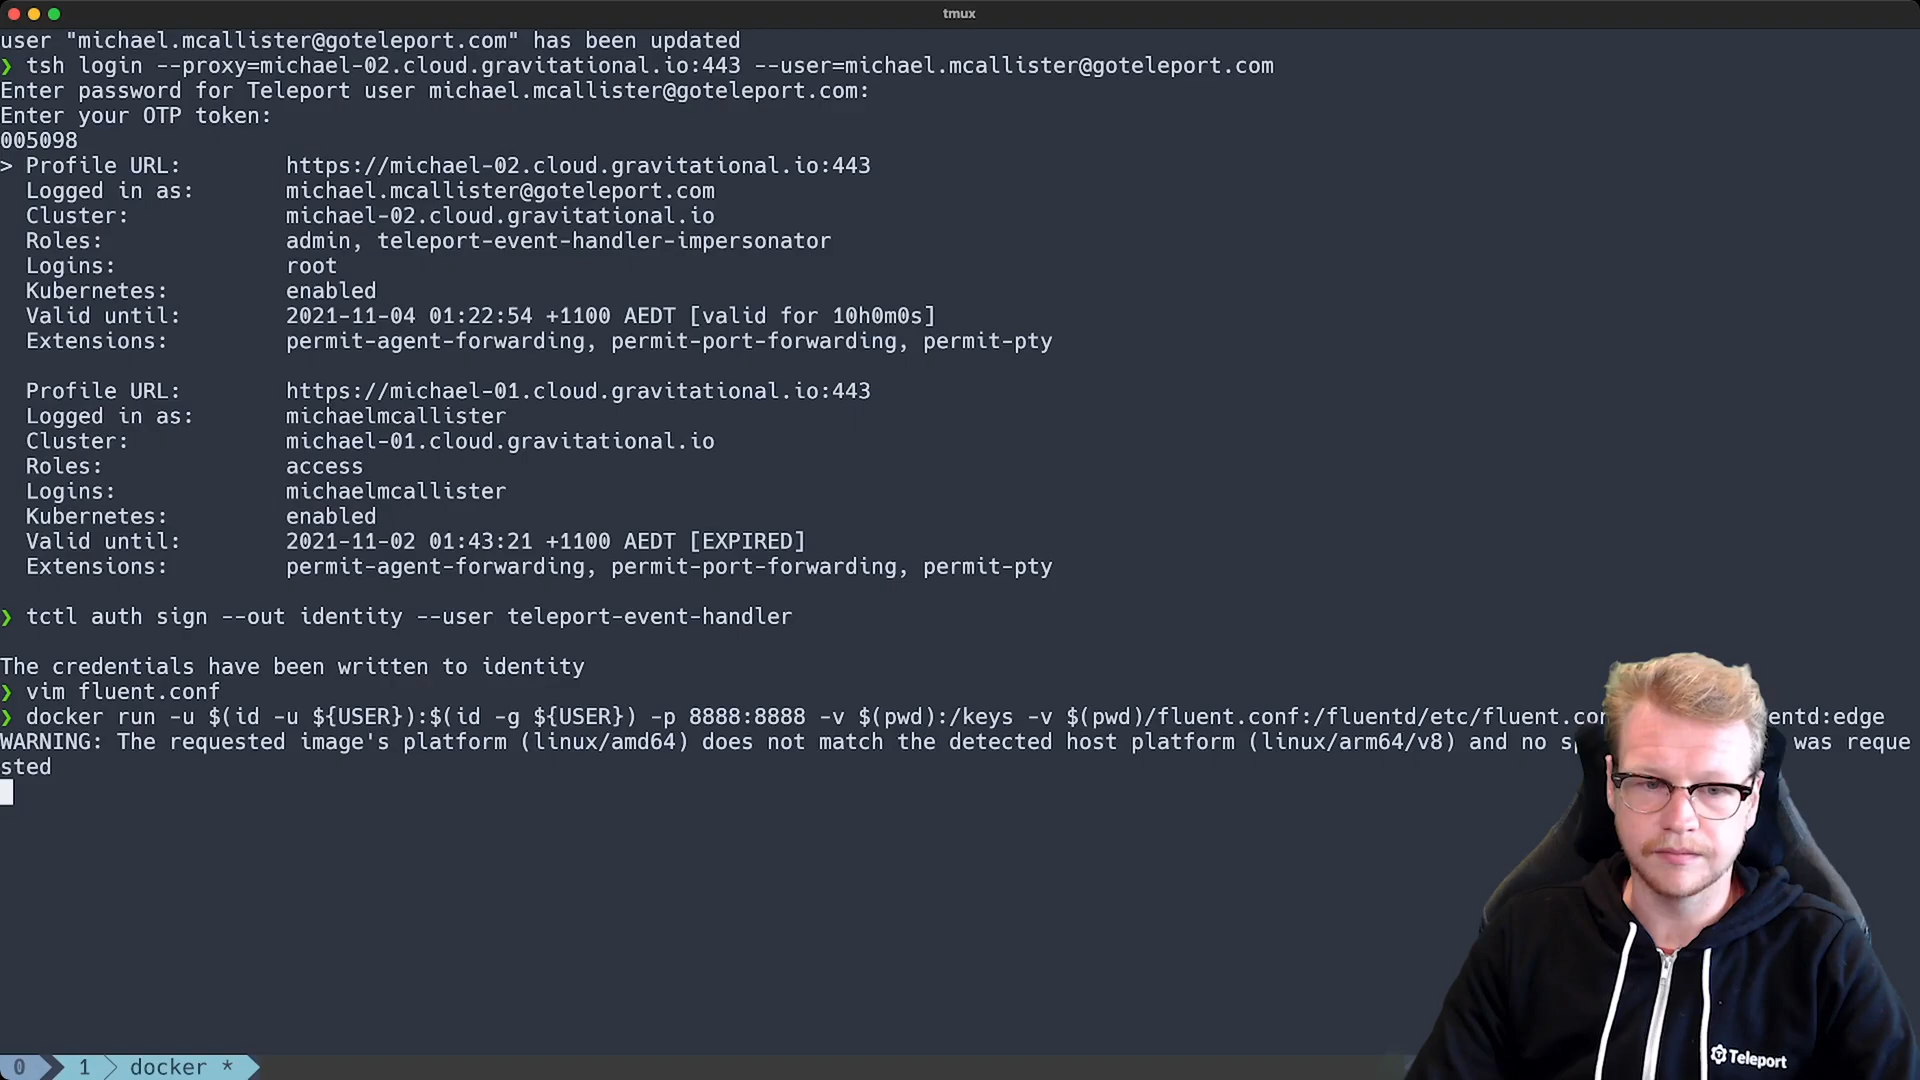 tmux
user "michael.mcallister@goteleport.com" has been updated
❯ tsh login --proxy=michael-02.cloud.gravitational.io:443 --user=michael.mcallister@goteleport.com
Enter password for Teleport user michael.mcallister@goteleport.com:
Enter your OTP token:
005098
> Profile URL:        https://michael-02.cloud.gravitational.io:443
  Logged in as:       michael.mcallister@goteleport.com
  Cluster:            michael-02.cloud.gravitational.io
  Roles:              admin, teleport-event-handler-impersonator
  Logins:             root
  Kubernetes:         enabled
  Valid until:        2021-11-04 01:22:54 +1100 AEDT [valid for 10h0m0s]
  Extensions:         permit-agent-forwarding, permit-port-forwarding, permit-pty
  Profile URL:        https://michael-01.cloud.gravitational.io:443
  Logged in as:       michaelmcallister
  Cluster:            michael-01.cloud.gravitational.io
  Roles:              access
  Logins:             michaelmcallister
  Kubernetes:         enabled
  Valid until:        2021-11-02 01:43:21 +1100 AEDT [EXPIRED]
  Extensions:         permit-agent-forwarding, permit-port-forwarding, permit-pty
❯ tctl auth sign --out identity --user teleport-event-handler
The credentials have been written to identity
❯ vim fluent.conf
❯ docker run -u $(id -u ${USER}):$(id -g ${USER}) -p 8888:8888 -v $(pwd):/keys -v $(pwd)/fluent.conf:/fluentd/etc/fluent.co entd:edge
WARNING: The requested image's platform (linux/amd64) does not match the detected host platform (linux/arm64/v8) and no was reque
sted
0 1 docker *
Teleport